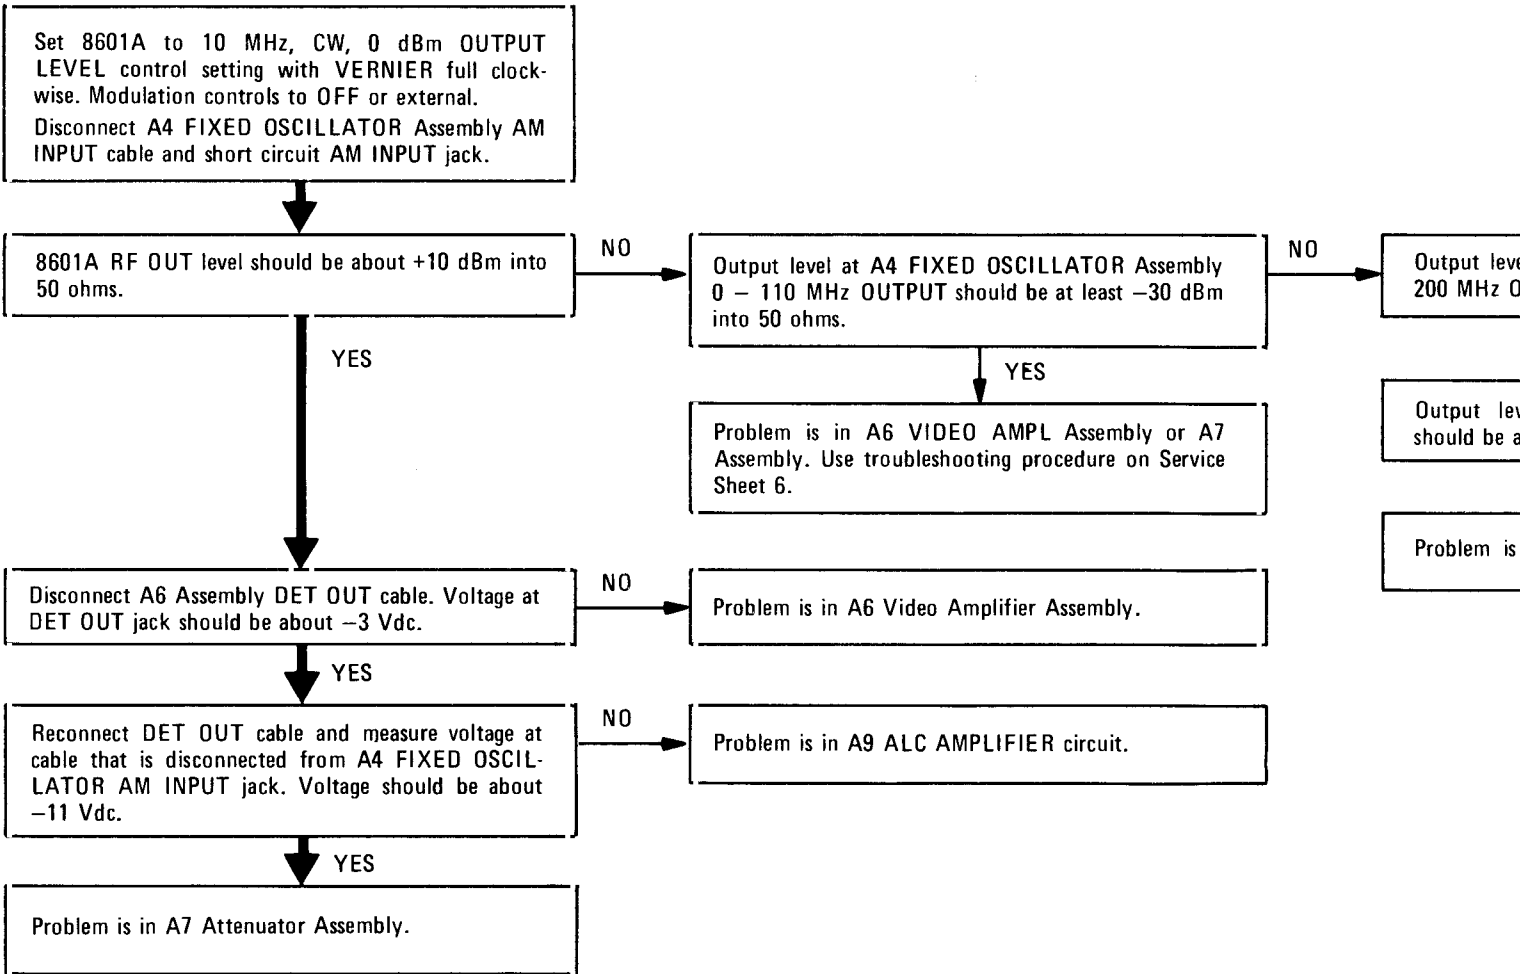 Set 8601A to 10 MHz, CW, 0 dBm OUTPUT
LEVEL control setting with VERNIER full clock-
wise. Modulation controls to OFF or external.
Disconnect A4 FIXED OSCILLATOR Assembly AM
INPUT cable and short circuit AM INPUT jack.
8601A RF OUT level should be about +10 dBm into
50 ohms.
NO
Output level at A4 FIXED OSCILLATOR Assembly
0 – 110 MHz OUTPUT should be at least –30 dBm
into 50 ohms.
NO
Output leve
200 MHz O
YES
YES
Problem is in A6 VIDEO AMPL Assembly or A7
Assembly. Use troubleshooting procedure on Service
Sheet 6.
Output lev
should be a
Problem is
Disconnect A6 Assembly DET OUT cable. Voltage at
DET OUT jack should be about –3 Vdc.
NO
Problem is in A6 Video Amplifier Assembly.
YES
Reconnect DET OUT cable and measure voltage at
cable that is disconnected from A4 FIXED OSCIL-
LATOR AM INPUT jack. Voltage should be about
–11 Vdc.
NO
Problem is in A9 ALC AMPLIFIER circuit.
YES
Problem is in A7 Attenuator Assembly.